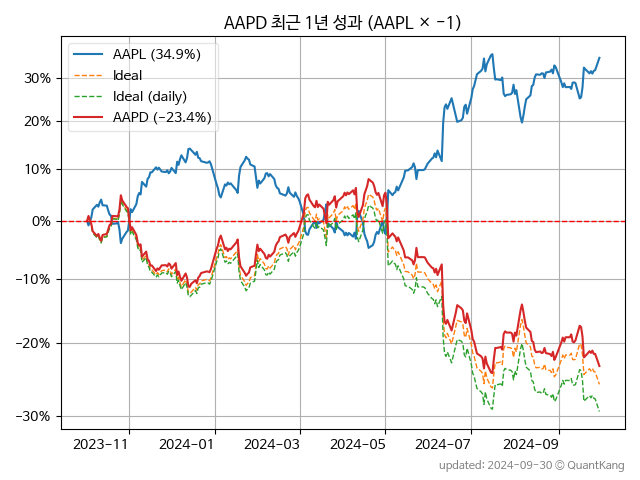 AAPD 최근 1년 성과 (AAPL × −1)
AAPL (34.9%)
Ideal
Ideal (daily)
AAPD (−23.4%)
30%
20%
10%
0%
−10%
−20%
−30%
2023-11
2024-01
2024-03
2024-05
2024-07
2024-09
updated: 2024-09-30 © QuantKang